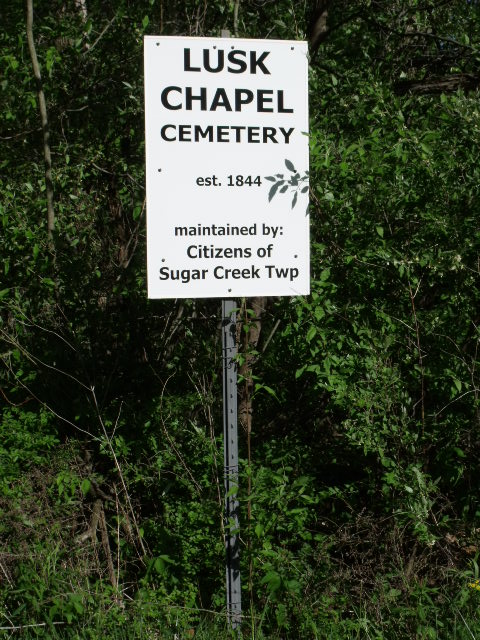 LUSK
CHAPEL
CEMETERY
est. 1844
maintained by:
Citizens of
Sugar Creek Twp